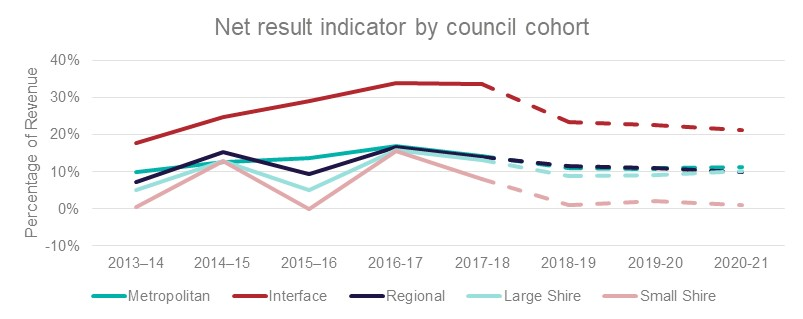 Net result indicator by council cohort
Percentage of Revenue
40%
30%
20%
10%
0%
-10%
2013–14 2014–15 2015–16 2016-17 2017-18 2018-19 2019-20 2020-21
Metropolitan Interface Regional Large Shire Small Shire